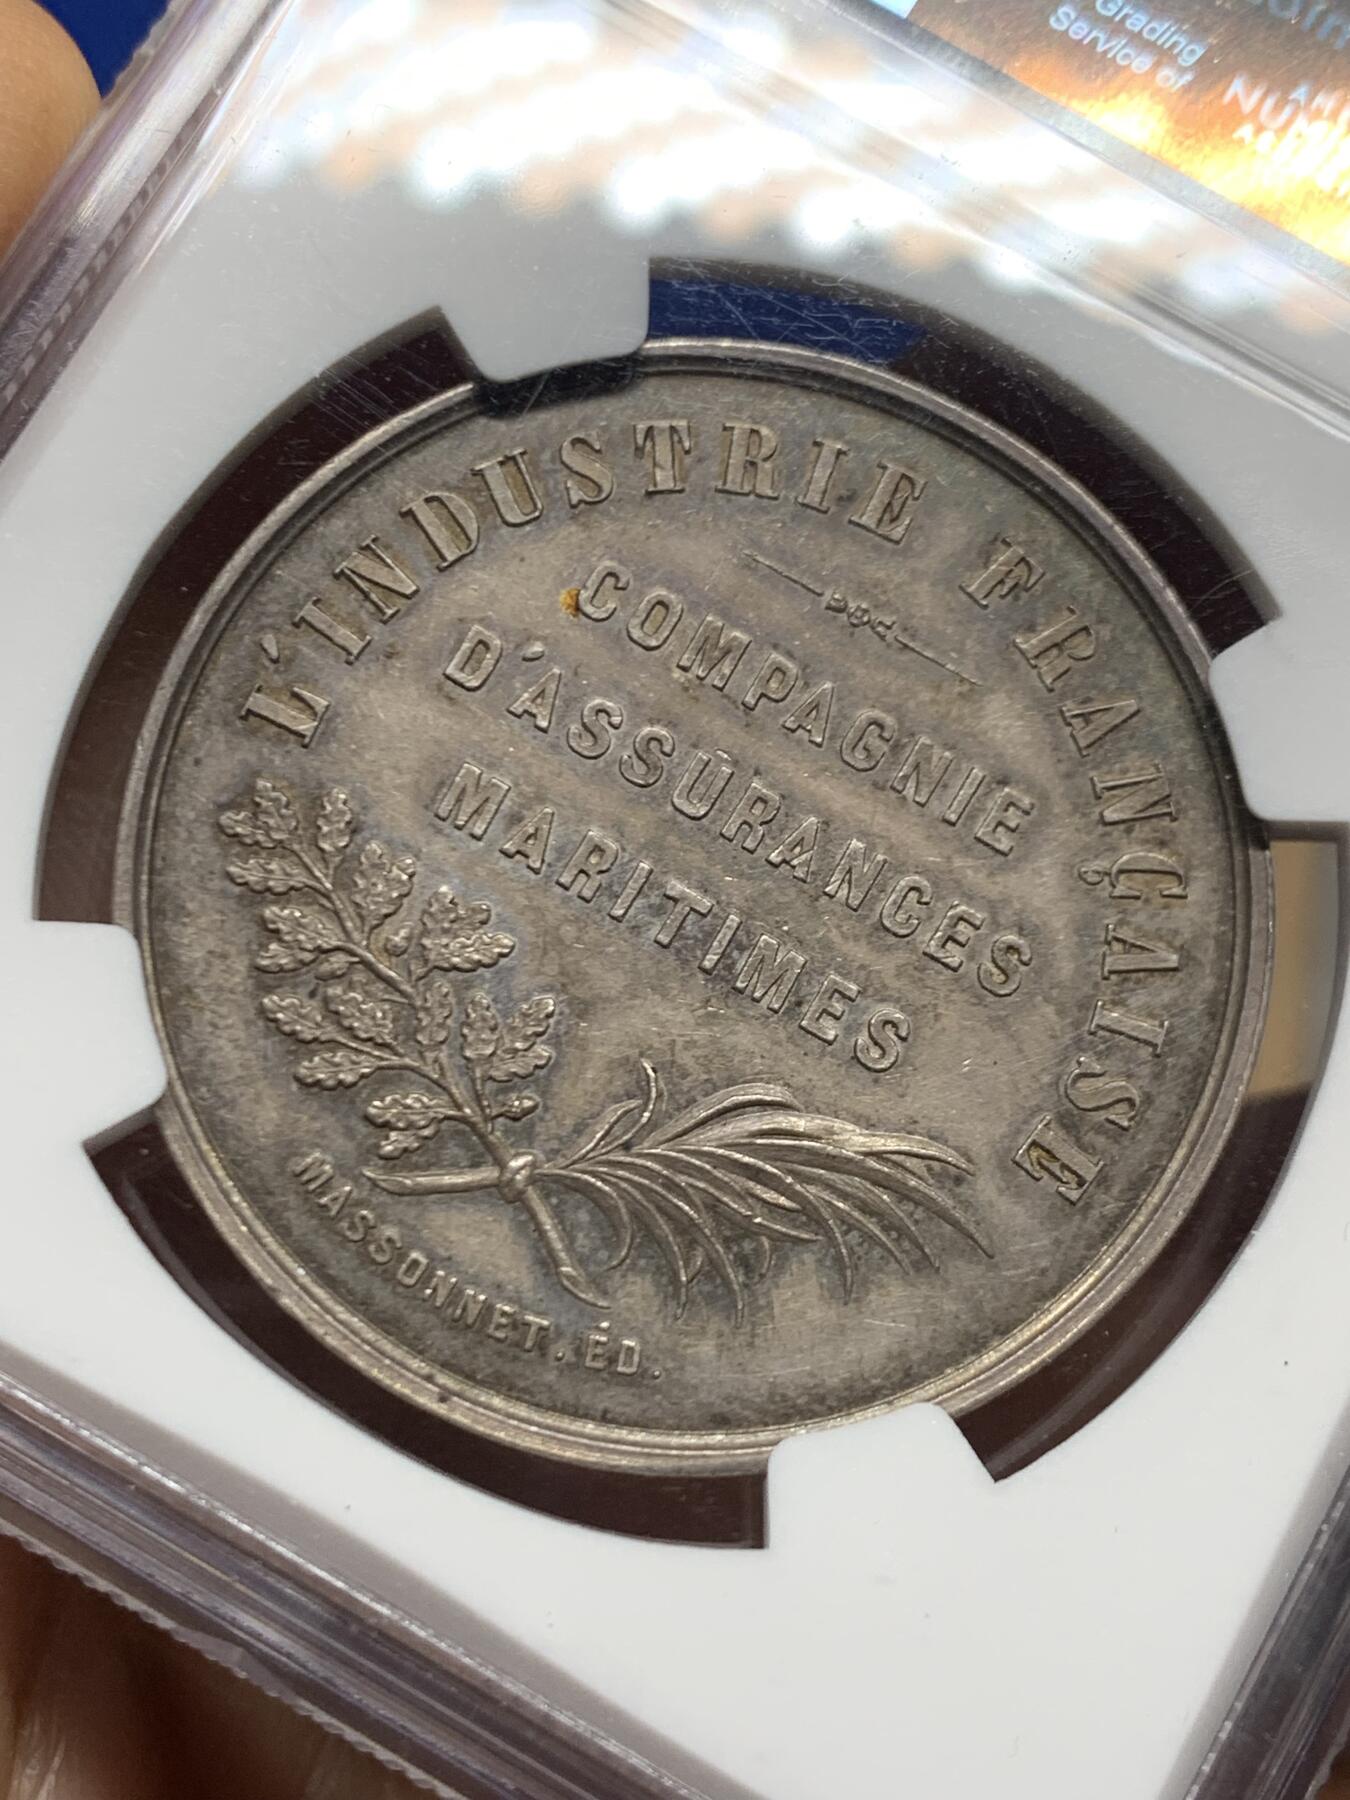 Grading
Service of
L'INDUSTRIE FRANÇAISE
COMPAGNIE
D'ASSURANCES
MARITIMES
MASSONNET. ÉD.